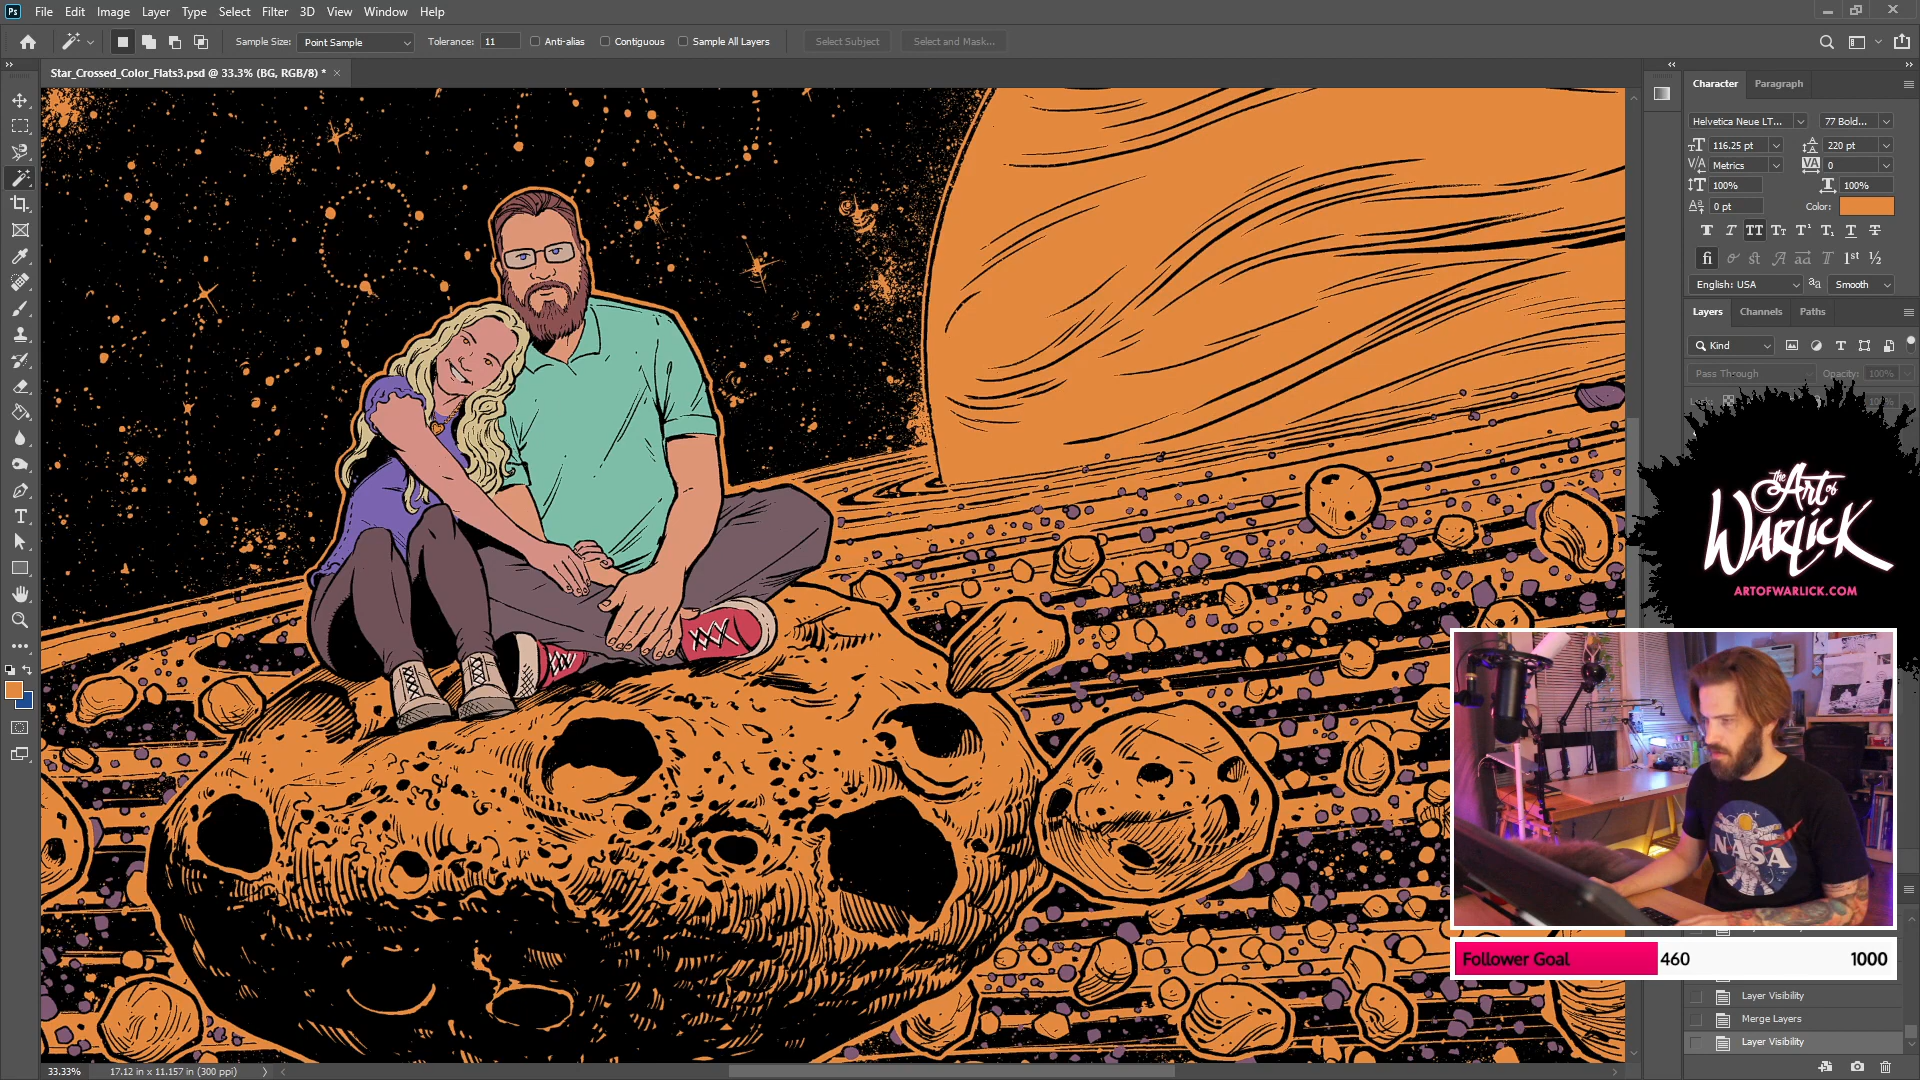 Ps File Edit Image Layer Type Select Filter 3D View Window Help
Sample Size: Point Sample Tolerance: 11 Anti-alias Contiguous Sample All Layers Select Subject Select and Mask...
Star_Crossed_Color_Flats3.psd @ 33.3% (BG, RGB/8) * ×
Character Paragraph
Helvetica Neue LT... 77 Bold...
116.25 pt 220 pt
Metrics 0
100% 100%
0 pt Color:
English: USA Smooth
Layers Channels Paths
Kind
Pass Through Opacity: 100%
the Art of
Warlick
ARTOFWARLICK.COM
NASA
Follower Goal 460 1000
Layer Visibility
Merge Layers
Layer Visibility
33.33% 17.12 in x 11.157 in (300 ppi)